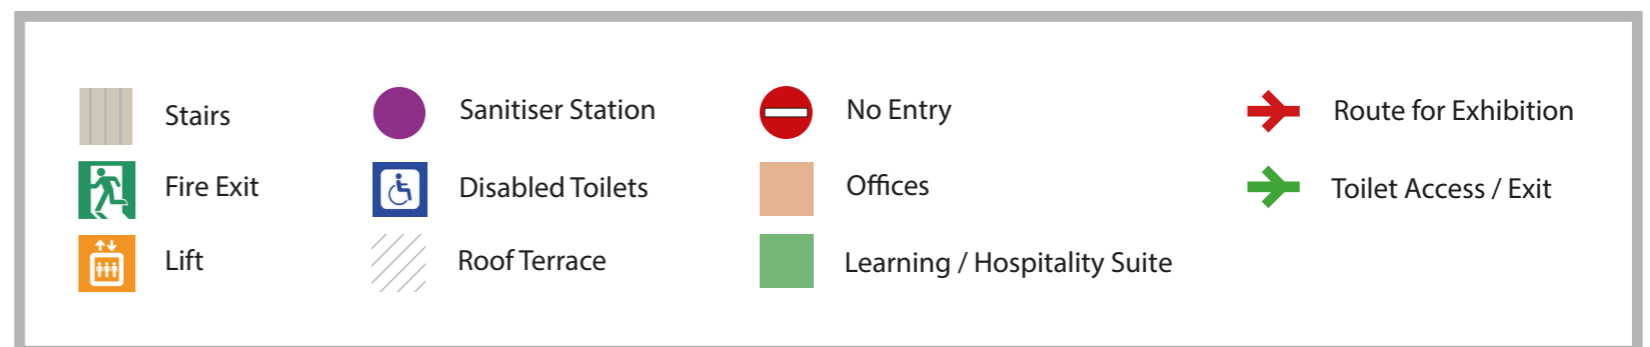 Stairs
Sanitiser Station
No Entry
Route for Exhibition
Fire Exit
Disabled Toilets
Offices
Toilet Access / Exit
Lift
Roof Terrace
Learning / Hospitality Suite